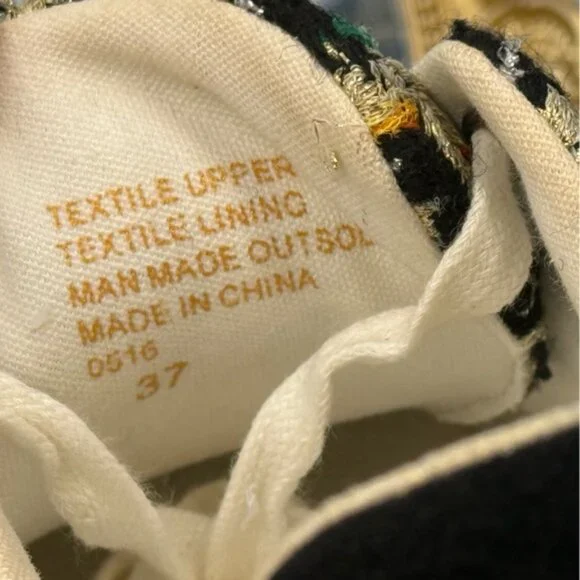 TEXTILE UPPER
TEXTILE LINING
MAN MADE OUTSOL
MADE IN CHINA
0516
37